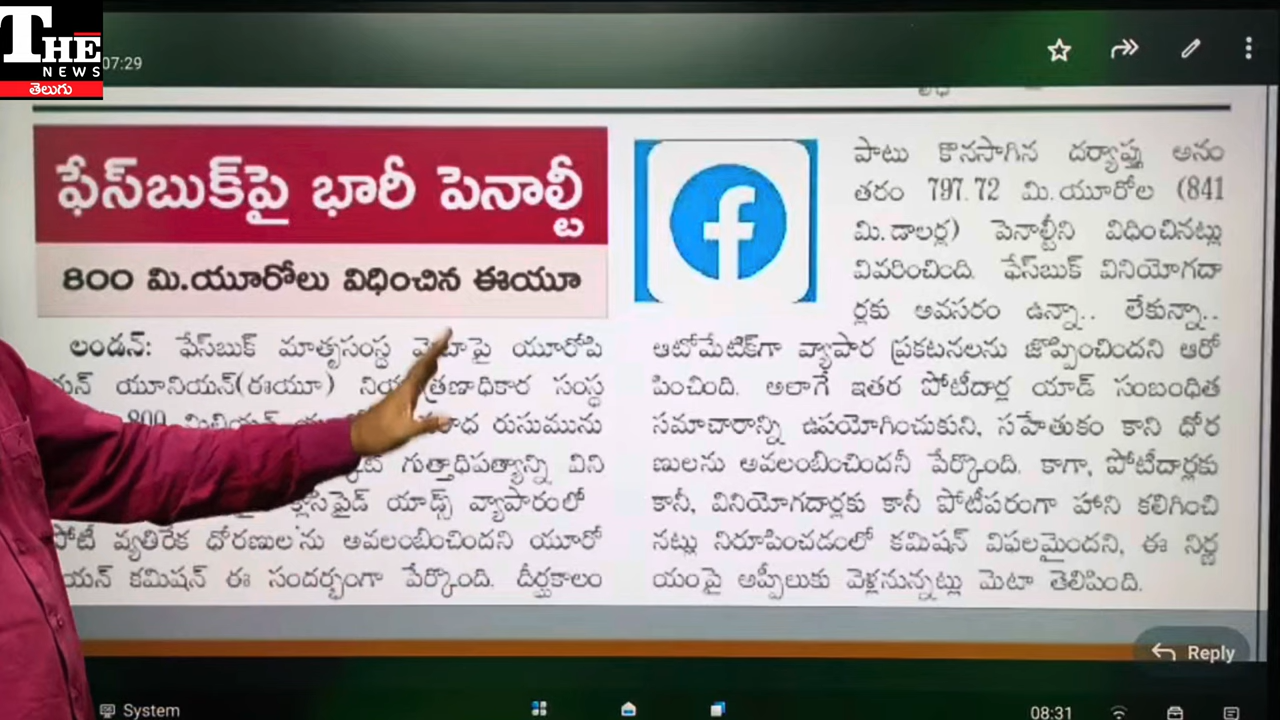 THE
NEWS
తెలుగు
07:29
ఫేస్‌బుక్‌పై భారీ పెనాల్టీ
800 మి.యూరోలు విధించిన ఈయూ
లండన్: ఫేస్‌బుక్ మాతృసంస్థ మెటాపై యూరోపి
యన్ యూనియన్(ఈయూ) సంస్థ
800 మిలియన్ రుసుమును
గుత్తాధిపత్యాన్ని విని
క్లాసిఫైడ్ యాడ్స్ వ్యాపారంలో
పోటీ వ్యతిరేక ధోరణులను అవలంబించిందని యూరో
పియన్ కమిషన్ ఈ సందర్భంగా పేర్కొంది. దీర్ఘకాలం
పాటు కొనసాగిన దర్యాప్తు అనం
తరం 797.72 మి.యూరోల (841
మి.డాలర్ల) పెనాల్టీని విధించినట్లు
వివరించింది. ఫేస్‌బుక్ వినియోగదా
ర్లకు అవసరం ఉన్నా.. లేకున్నా..
ఆటోమేటిక్‌గా వ్యాపార ప్రకటనలను జొప్పించిందని ఆరో
పించింది. అలాగే ఇతర పోటీదార్ల యాడ్ సంబంధిత
సమాచారాన్ని ఉపయోగించుకుని, సహేతుకం కాని ధోర
ణులను అవలంబించిందనీ పేర్కొంది. కాగా, పోటీదార్లకు
కానీ, వినియోగదార్లకు కానీ పోటీపరంగా హాని కలిగించి
నట్లు నిరూపించడంలో కమిషన్ విఫలమైందని, ఈ నిర్ణ
యంపై అప్పీలుకు వెళ్లనున్నట్లు మెటా తెలిపింది.
Reply
System
08:31